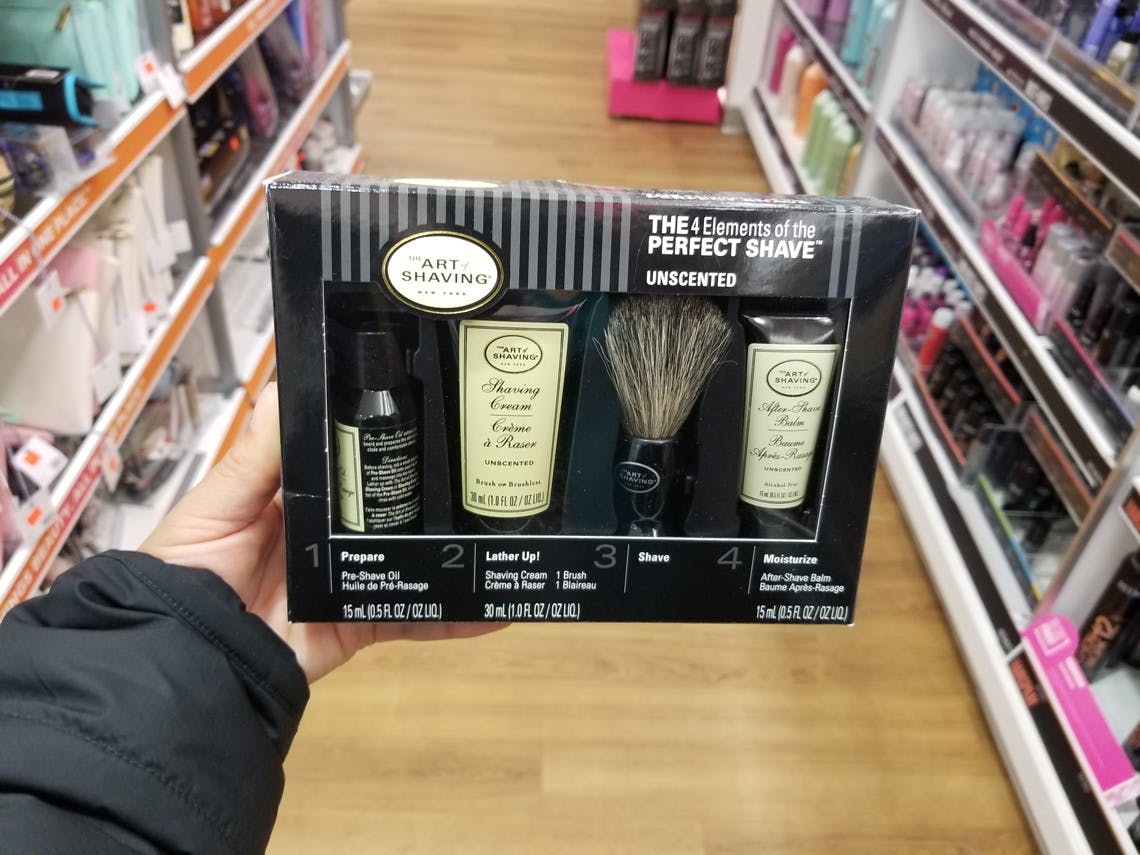 THE 4 Elements of the
PERFECT SHAVE™
UNSCENTED
THE ART of
SHAVING®
NEW YORK
THE ART of
SHAVING®
Shaving
Cream
Crème
à Raser
UNSCENTED
Brush or Brushless
30 mL (1.0 FL OZ / OZ LIQ.)
THE ART of
SHAVING
THE ART of
SHAVING®
After-Shave
Balm
Baume
Après-Rasage
UNSCENTED
Alcohol-Free
Directions
1 Prepare
Pre-Shave Oil
Huile de Pré-Rasage
15 mL (0.5 FL OZ / OZ LIQ.)
2 Lather Up!
Shaving Cream 1 Brush
Crème à Raser 1 Blaireau
30 mL (1.0 FL OZ / OZ LIQ.)
3 Shave
4 Moisturize
After-Shave Balm
Baume Après-Rasage
15 mL (0.5 FL OZ / OZ LIQ.)